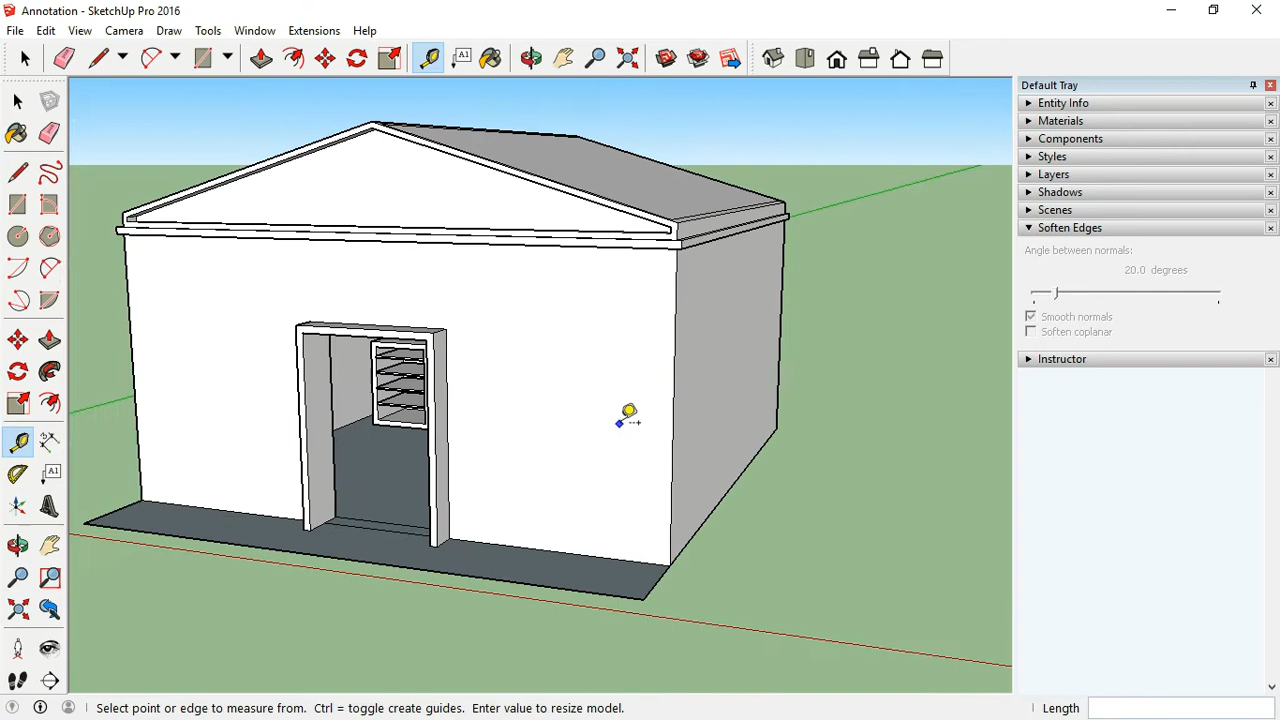 Annotation - SketchUp Pro 2016
File Edit View Camera Draw Tools Window Extensions Help
A1
Default Tray
Entity Info
Materials
Components
Styles
Layers
Shadows
Scenes
Soften Edges
Angle between normals:
20.0 degrees
Smooth normals
Soften coplanar
Instructor
A1
Select point or edge to measure from. Ctrl = toggle create guides. Enter value to resize model.
Length